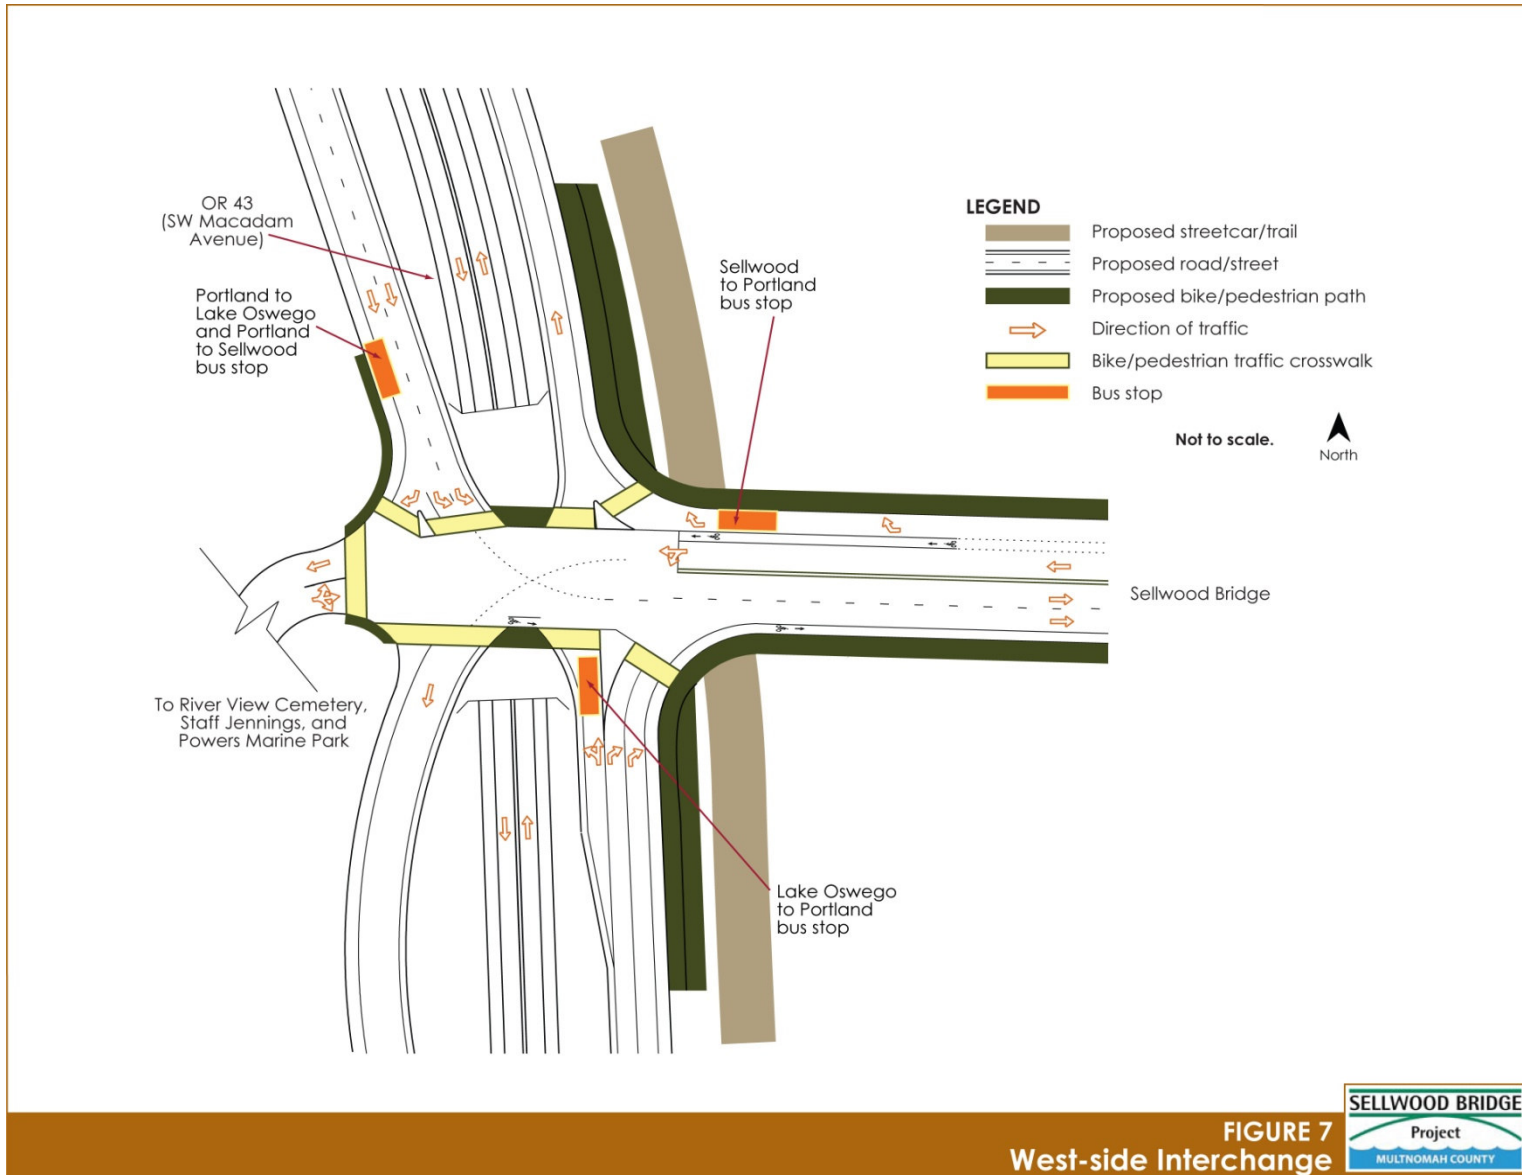 OR 43
(SW Macadam
Avenue)
Portland to
Lake Oswego
and Portland
to Sellwood
bus stop
Sellwood
to Portland
bus stop
LEGEND
Proposed streetcar/trail
Proposed road/street
Proposed bike/pedestrian path
Direction of traffic
Bike/pedestrian traffic crosswalk
Bus stop
Not to scale.
North
Sellwood Bridge
To River View Cemetery,
Staff Jennings, and
Powers Marine Park
Lake Oswego
to Portland
bus stop
FIGURE 7
West-side Interchange
SELLWOOD BRIDGE
Project
MULTNOMAH COUNTY